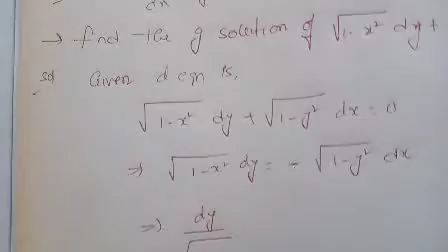 dx
→ find the g solution of √1-x² dy +
sol Given d eqn is,
√1-x² dy + √1-y² dx = 0
⇒ √1-x² dy = - √1-y² dx
⇒ dy